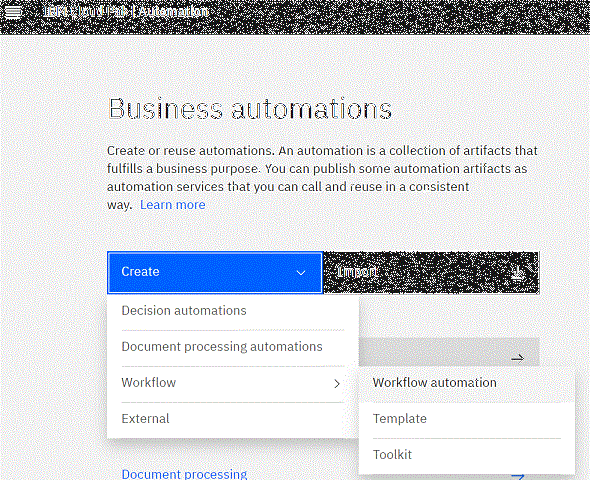 IBM Cloud Pak | Automation
Business automations
Create or reuse automations. An automation is a collection of artifacts that
fulfills a business purpose. You can publish some automation artifacts as
automation services that you can call and reuse in a consistent
way. Learn more
Create
Import
Decision automations
Document processing automations
Workflow
Workflow automation
External
Template
Toolkit
Document processing